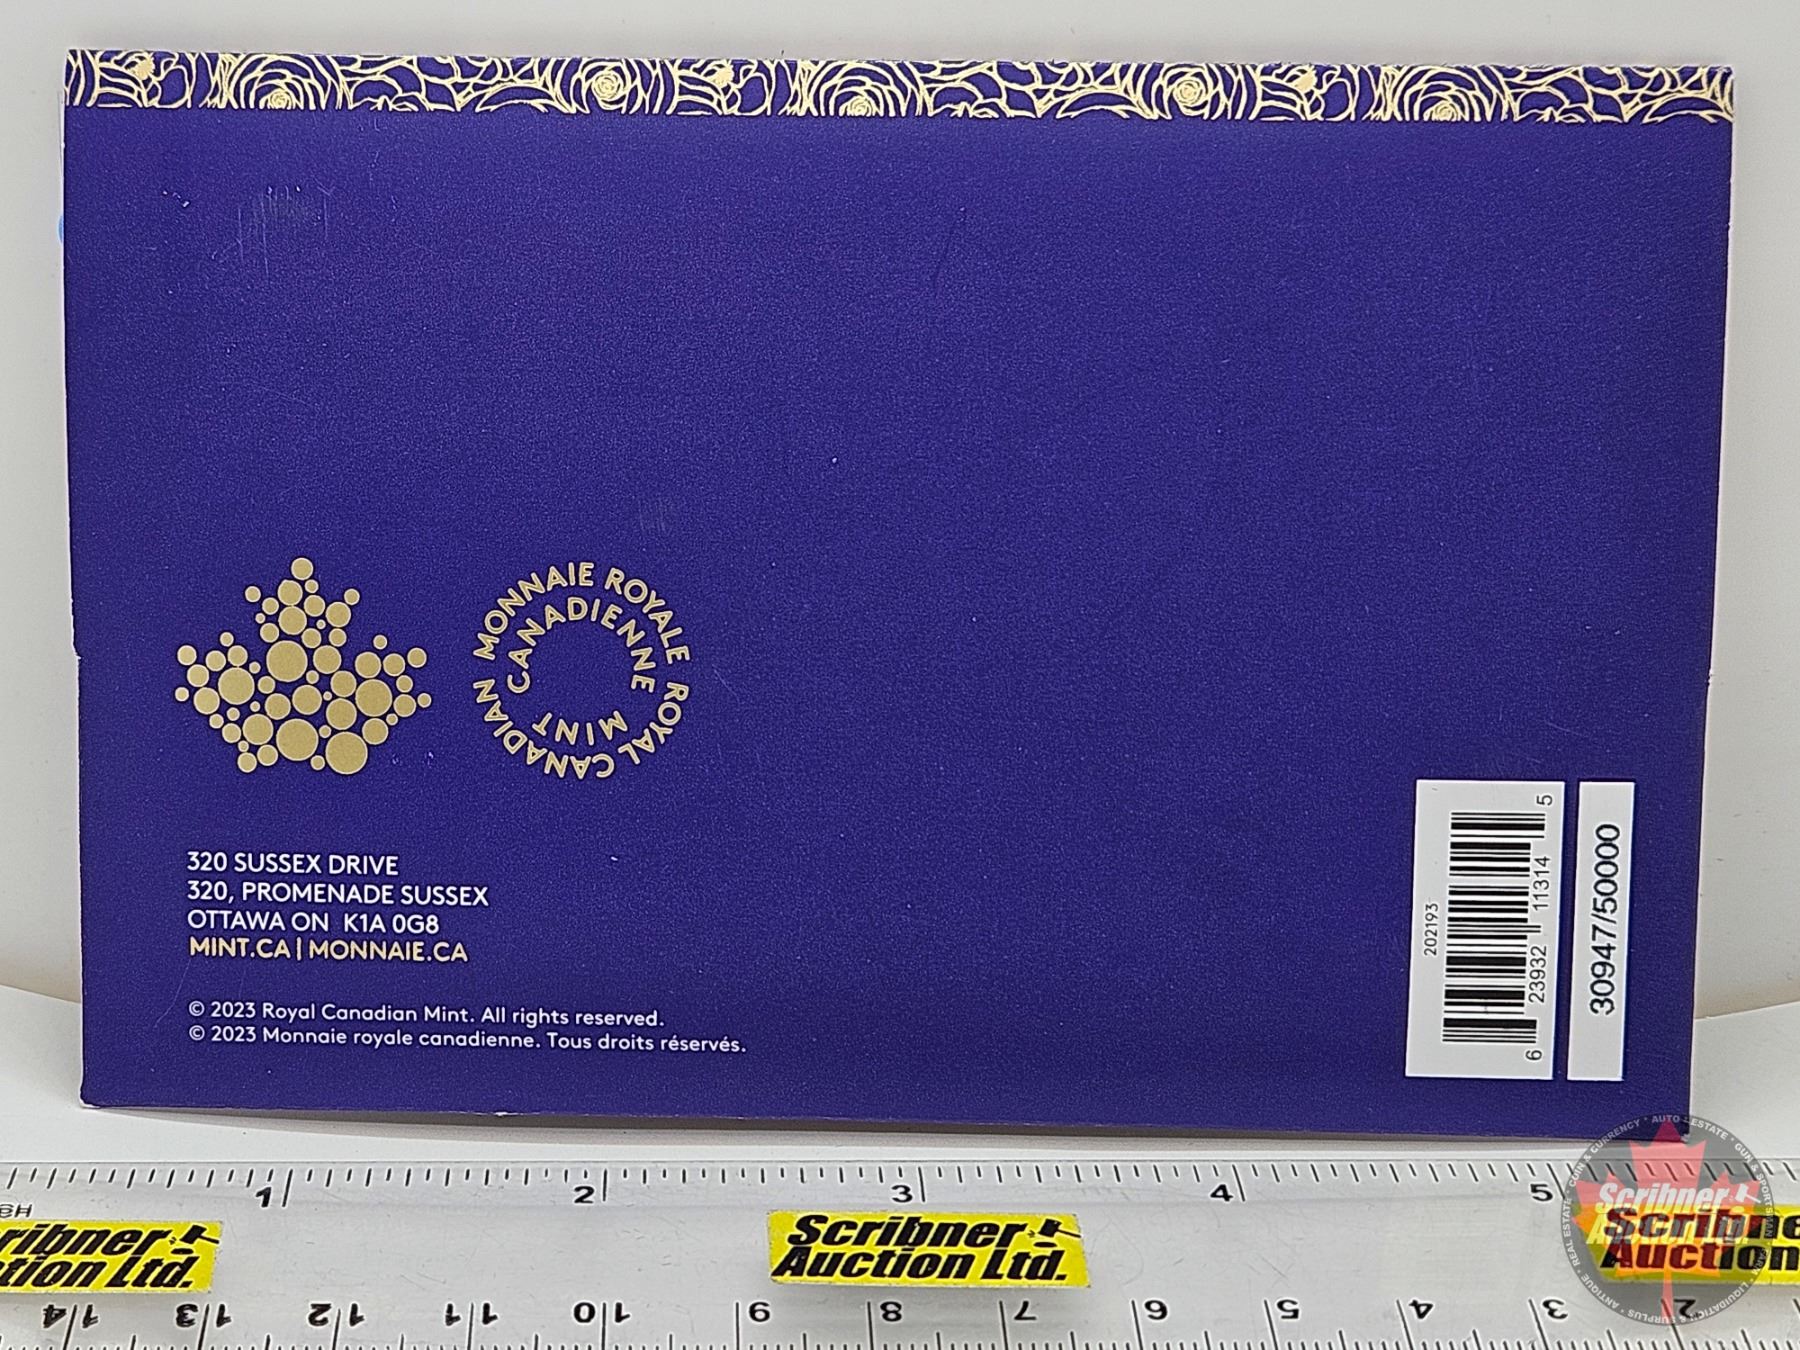 MONNAIE ROYALE
CANADIENNE
ROYAL CANADIAN
MINT
320 SUSSEX DRIVE
320, PROMENADE SUSSEX
OTTAWA ON K1A 0G8
MINT.CA | MONNAIE.CA
© 2023 Royal Canadian Mint. All rights reserved.
© 2023 Monnaie royale canadienne. Tous droits réservés.
202193
6 23932 11314 5
30947/50000
1 2 3 4 5
Scribner
Auction Ltd.
14 13 12 11 10 9 8 7 6 5 4 3 2
Scribner
Auction Ltd.